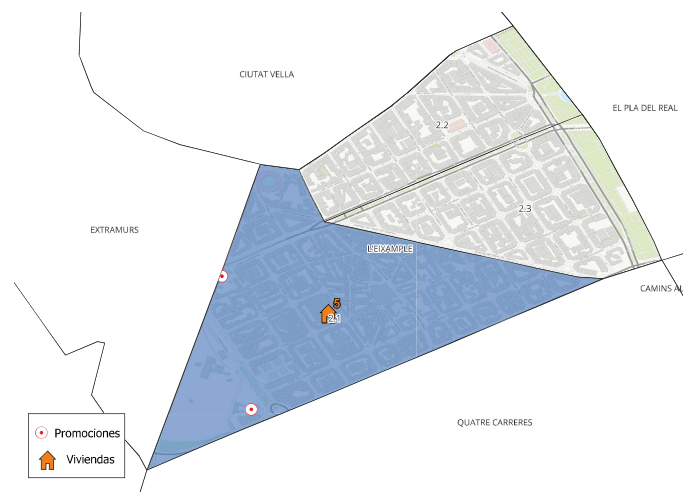 CIUTAT VELLA
EL PLA DEL REAL
2.2
2.3
EXTRAMURS
L'EIXAMPLE
CAMINS AL
5
2.1
QUATRE CARRERES
Promociones
Viviendas